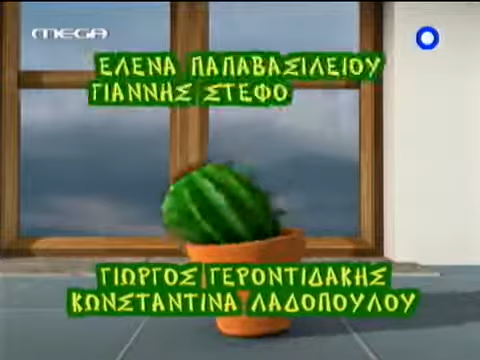 MEGA
ΕΛΕΝΑ ΠΑΠΑΒΑΣΙΛΕΙΟΥ
ΓΙΑΝΝΗΣ ΣΤΕΦΟ
ΓΙΩΡΓΟΣ ΓΕΡΟΝΤΙΔΑΚΗΣ
ΚΩΝΣΤΑΝΤΙΝΑ ΛΑΔΟΠΟΥΛΟΥ